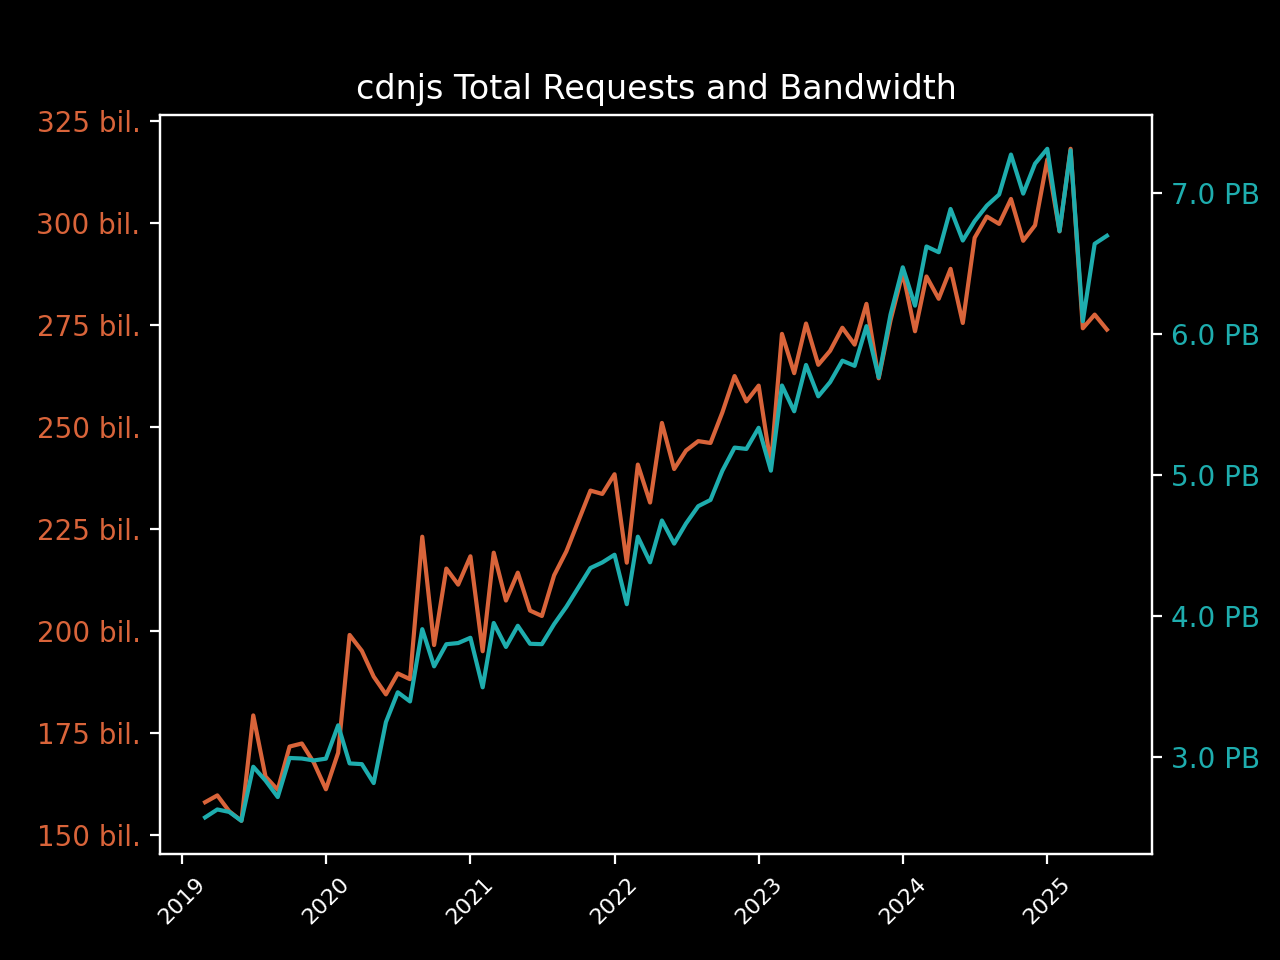 cdnjs Total Requests and Bandwidth
325 bil.
300 bil.
275 bil.
250 bil.
225 bil.
200 bil.
175 bil.
150 bil.
7.0 PB
6.0 PB
5.0 PB
4.0 PB
3.0 PB
2019
2020
2021
2022
2023
2024
2025